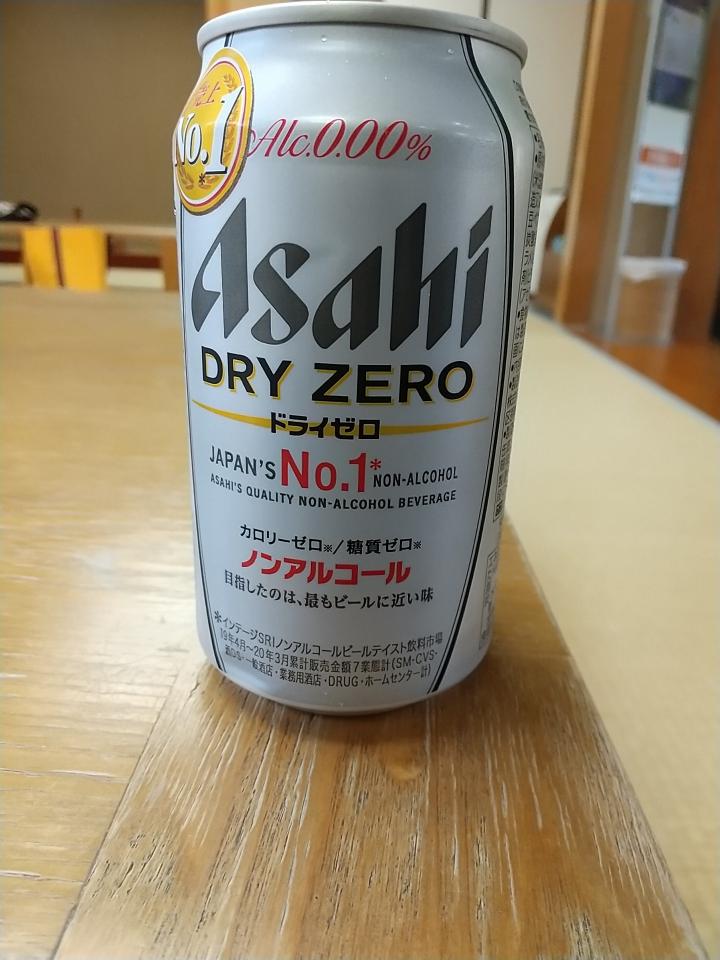 売上
No.1
Alc.0.00%
Asahi
DRY ZERO
ドライゼロ
JAPAN'S No.1* NON-ALCOHOL
ASAHI'S QUALITY NON-ALCOHOL BEVERAGE
カロリーゼロ※/糖質ゼロ※
ノンアルコール
目指したのは、最もビールに近い味
*インテージSRIノンアルコールビールテイスト飲料市場
19年4月〜20年3月累計販売金額7業態計(SM・CVS・
酒DS・一般酒店・業務用酒店・DRUG・ホームセンター計)